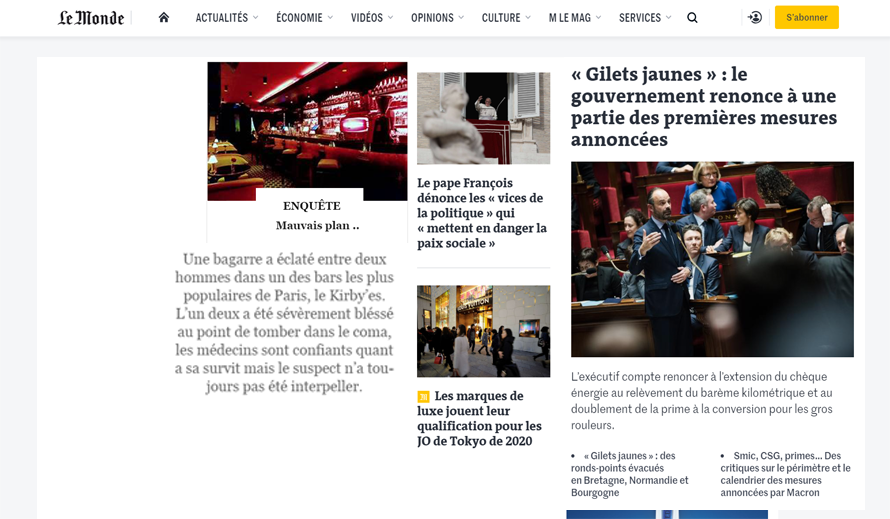 Le Monde
ACTUALITÉS ÉCONOMIE VIDÉOS OPINIONS CULTURE M LE MAG SERVICES
S'abonner
ENQUÊTE
Mauvais plan ..
Une bagarre a éclaté entre deux
hommes dans un des bars les plus
populaires de Paris, le Kirby'es.
L'un deux a été sévèrement bléssé
au point de tomber dans le coma,
les médecins sont confiants quant
a sa survit mais le suspect n'a tou-
jours pas été interpeller.
Le pape François
dénonce les « vices de
la politique » qui
« mettent en danger la
paix sociale »
LOUIS VUITTON
M Les marques de
luxe jouent leur
qualification pour les
JO de Tokyo de 2020
« Gilets jaunes » : le
gouvernement renonce à une
partie des premières mesures
annoncées
L'exécutif compte renoncer à l'extension du chèque
énergie au relèvement du barème kilométrique et au
doublement de la prime à la conversion pour les gros
rouleurs.
• « Gilets jaunes » : des
ronds-points évacués
en Bretagne, Normandie et
Bourgogne
• Smic, CSG, primes... Des
critiques sur le périmètre et le
calendrier des mesures
annoncées par Macron